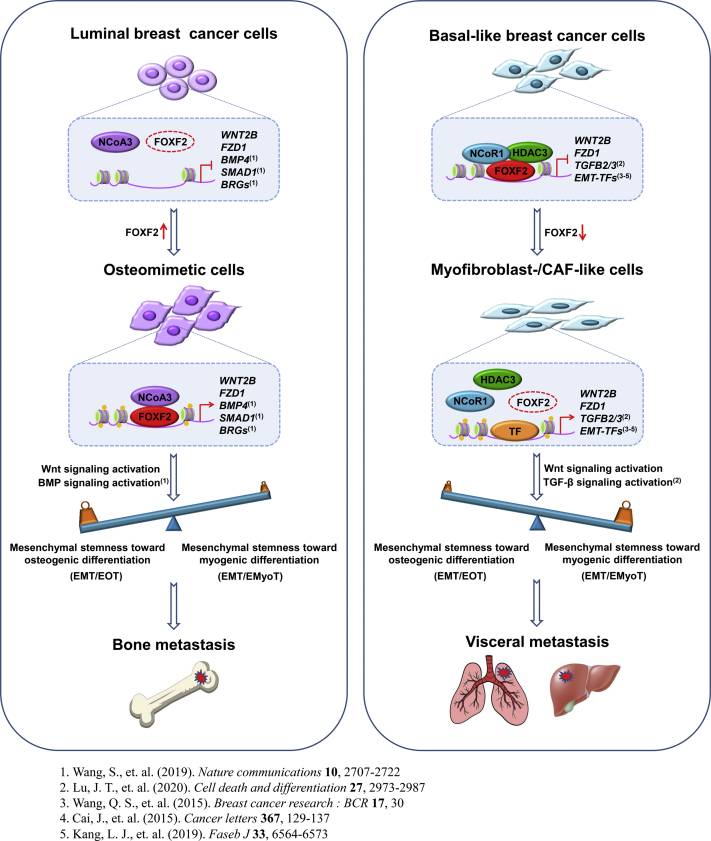 Luminal breast cancer cells
NCoA3
FOXF2
WNT2B
FZD1
BMP4(1)
SMAD1(1)
BRGs(1)
FOXF2
Osteomimetic cells
NCoA3
FOXF2
WNT2B
FZD1
BMP4(1)
SMAD1(1)
BRGs(1)
Wnt signaling activation
BMP signaling activation(1)
Mesenchymal stemness toward
osteogenic differentiation
(EMT/EOT)
Mesenchymal stemness toward
myogenic differentiation
(EMT/EMyoT)
Bone metastasis
Basal-like breast cancer cells
NCoR1
HDAC3
FOXF2
WNT2B
FZD1
TGFB2/3(2)
EMT-TFs(3-5)
FOXF2
Myofibroblast-/CAF-like cells
HDAC3
NCoR1
FOXF2
TF
WNT2B
FZD1
TGFB2/3(2)
EMT-TFs(3-5)
Wnt signaling activation
TGF-β signaling activation(2)
Mesenchymal stemness toward
osteogenic differentiation
(EMT/EOT)
Mesenchymal stemness toward
myogenic differentiation
(EMT/EMyoT)
Visceral metastasis
1. Wang, S., et. al. (2019). Nature communications 10, 2707-2722
2. Lu, J. T., et. al. (2020). Cell death and differentiation 27, 2973-2987
3. Wang, Q. S., et. al. (2015). Breast cancer research : BCR 17, 30
4. Cai, J., et. al. (2015). Cancer letters 367, 129-137
5. Kang, L. J., et. al. (2019). Faseb J 33, 6564-6573